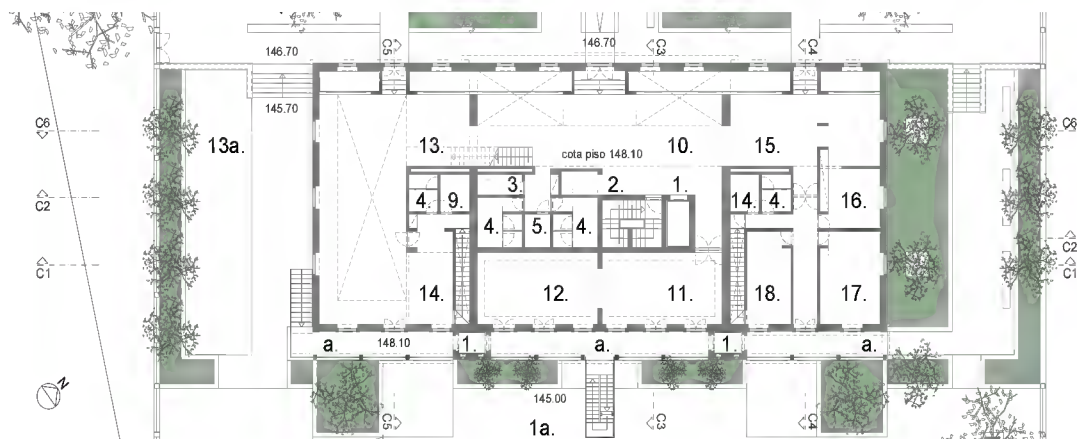 146.70
C5
146.70
C3
C4
145.70
C6
13a.
13.
10.
15.
C6
cota piso 148.10
3.
2.
1.
4.
9.
14.
4.
16.
C2
4.
5.
4.
C2
C1
C1
14.
12.
11.
18.
17.
a.
148.10
1.
a.
1.
a.
N
145.00
C5
1a.
C3
C4